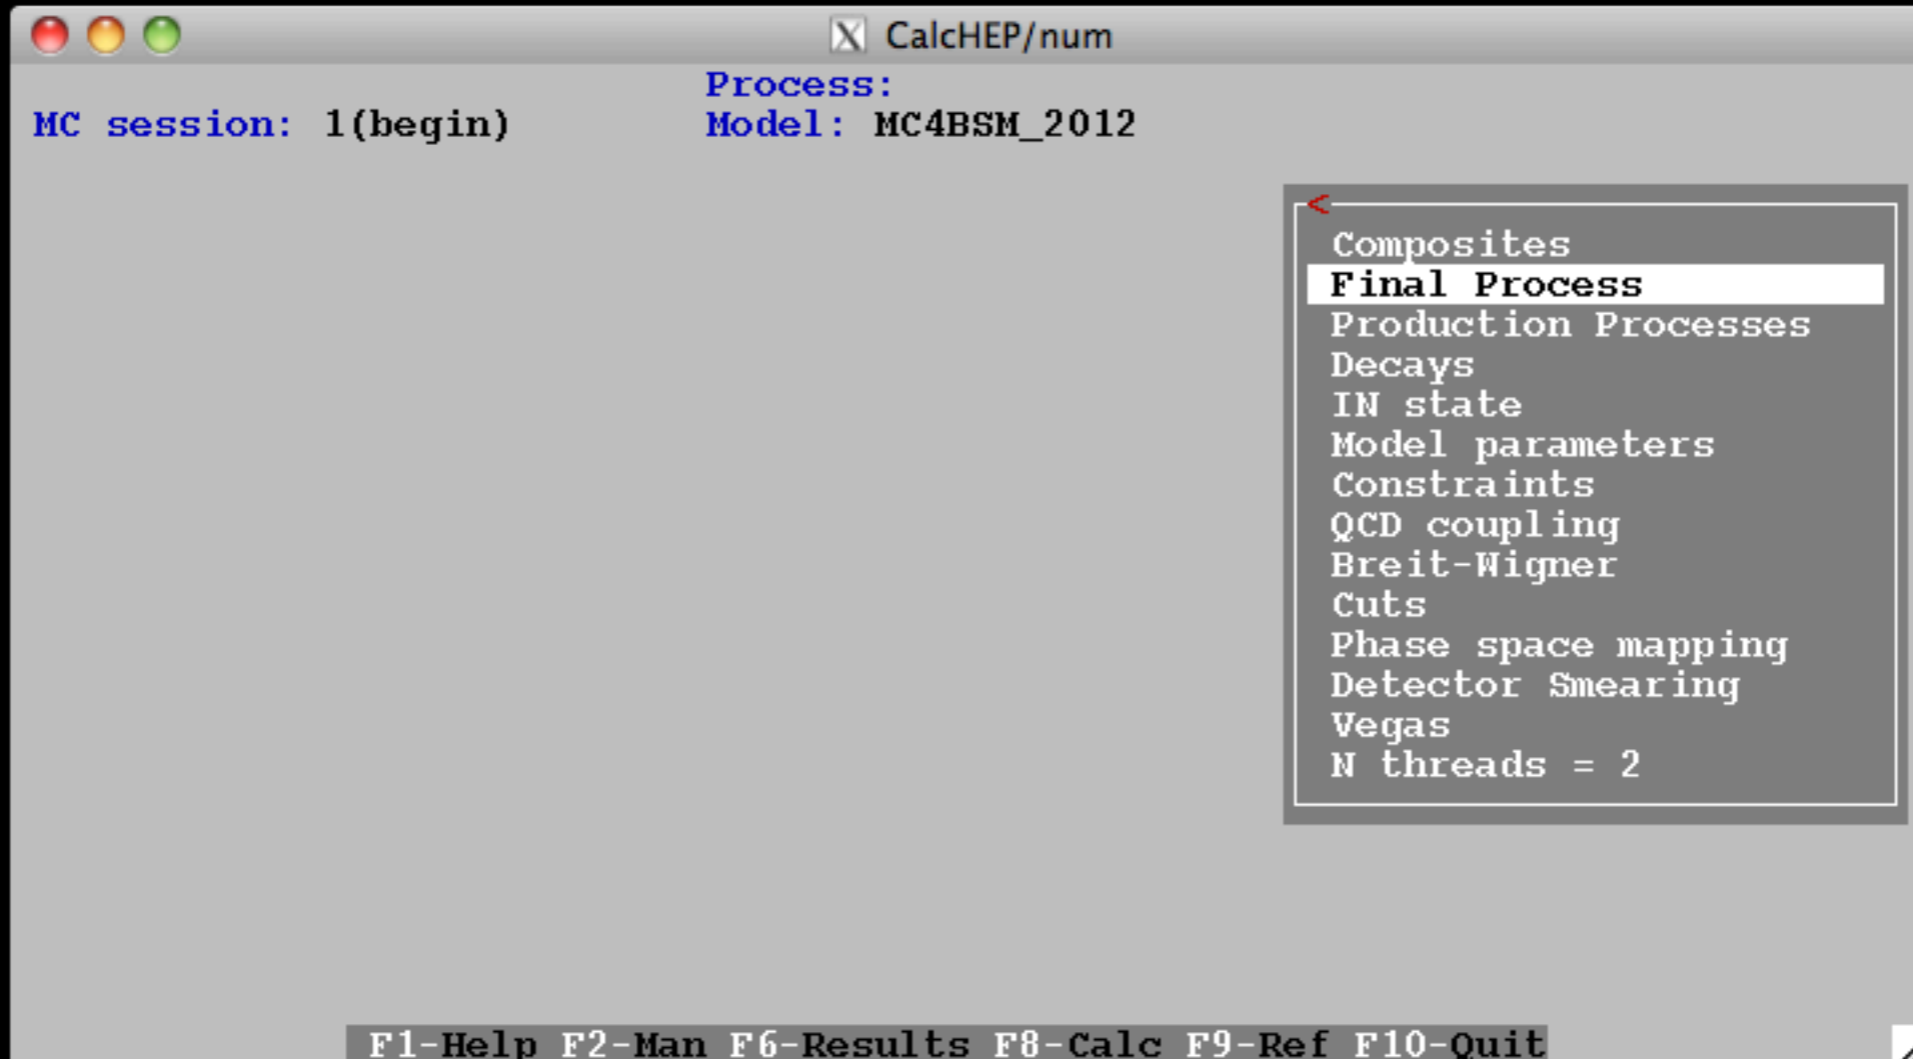 CalcHEP/num
Process:
MC session: 1(begin) Model: MC4BSM_2012
<
Composites
Final Process
Production Processes
Decays
IN state
Model parameters
Constraints
QCD coupling
Breit-Wigner
Cuts
Phase space mapping
Detector Smearing
Vegas
N threads = 2
F1-Help F2-Man F6-Results F8-Calc F9-Ref F10-Quit